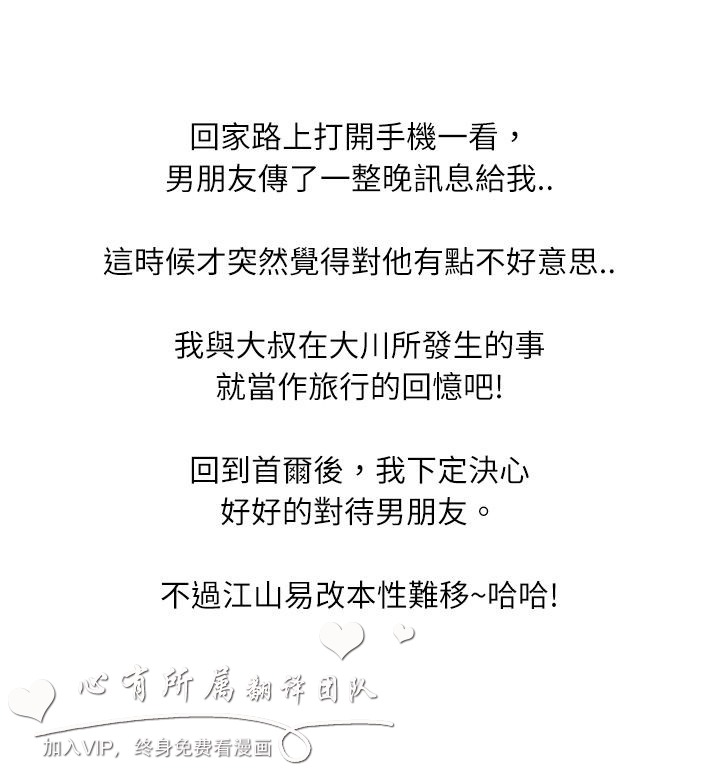 回家路上打開手機一看，
男朋友傳了一整晚訊息給我..
這時候才突然覺得對他有點不好意思..
我與大叔在大川所發生的事
就當作旅行的回憶吧!
回到首爾後，我下定決心
好好的對待男朋友。
不過江山易改本性難移~哈哈!
心有所属翻译团队
加入VIP，终身免费看漫画